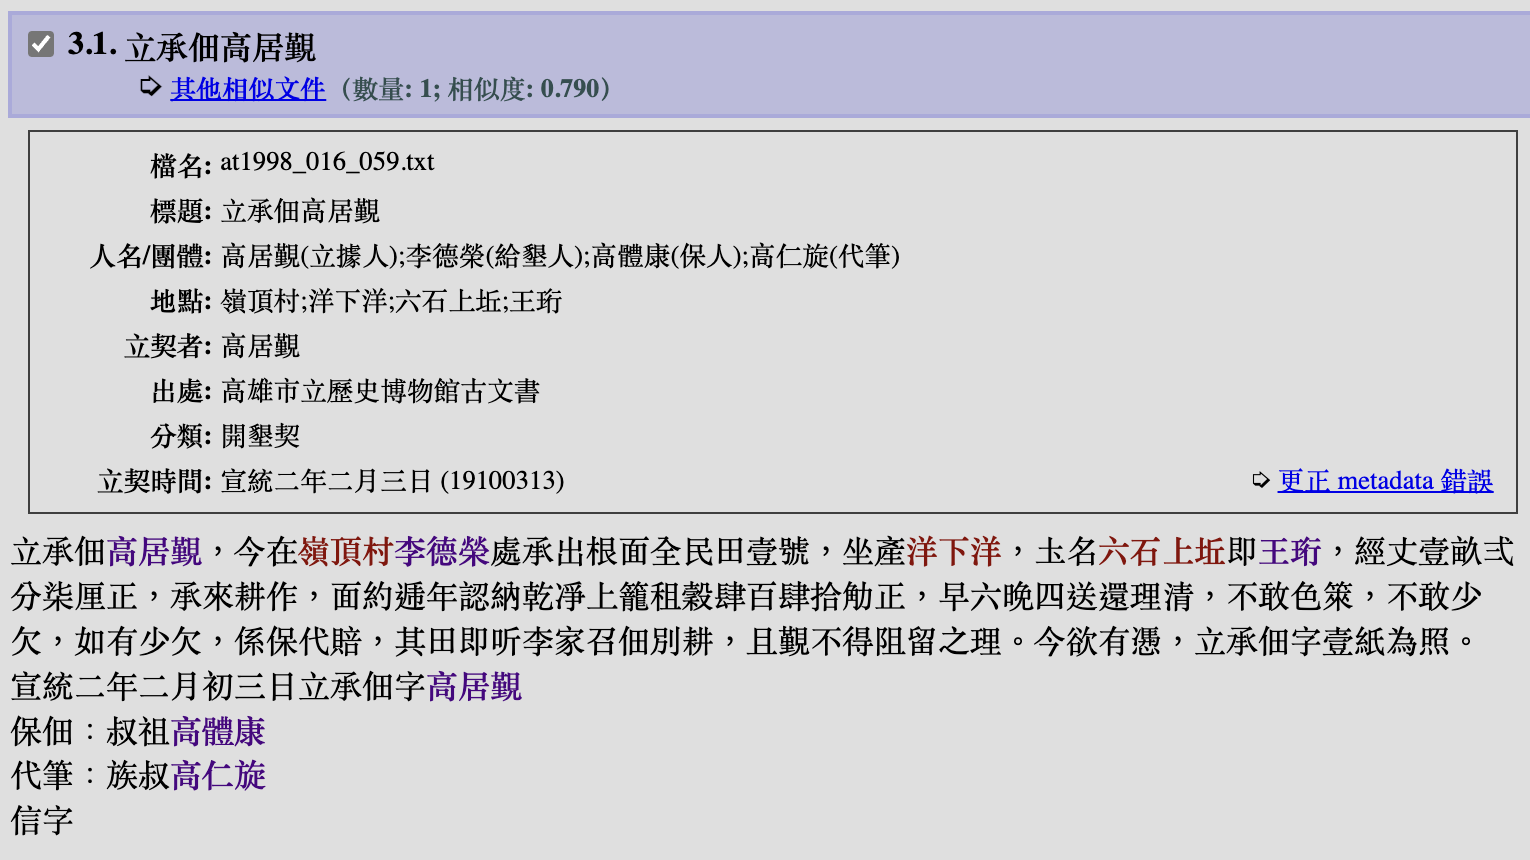 3.1. 立承佃高居觐
➩ 其他相似文件（數量: 1; 相似度: 0.790）
檔名: at1998_016_059.txt
標題: 立承佃高居觐
人名/團體: 高居觐(立據人);李德榮(給墾人);高體康(保人);高仁旋(代筆)
地點: 嶺頂村;洋下洋;六石上坵;王珩
立契者: 高居觐
出處: 高雄市立歷史博物館古文書
分類: 開墾契
立契時間: 宣統二年二月三日 (19100313)
➩ 更正 metadata 錯誤
立承佃高居觐，今在嶺頂村李德榮處承出根面全民田壹號，坐產洋下洋，圡名六石上坵即王珩，經丈壹畝弍
分柒厘正，承來耕作，面約逓年認納乾凈上籠租穀肆百肆拾觔正，早六晚四送還理清，不敢色筞，不敢少
欠，如有少欠，係保代賠，其田即听李家召佃別耕，且觐不得阻留之理。今欲有憑，立承佃字壹紙為照。
宣統二年二月初三日立承佃字高居觐
保佃：叔祖高體康
代筆：族叔高仁旋
信字